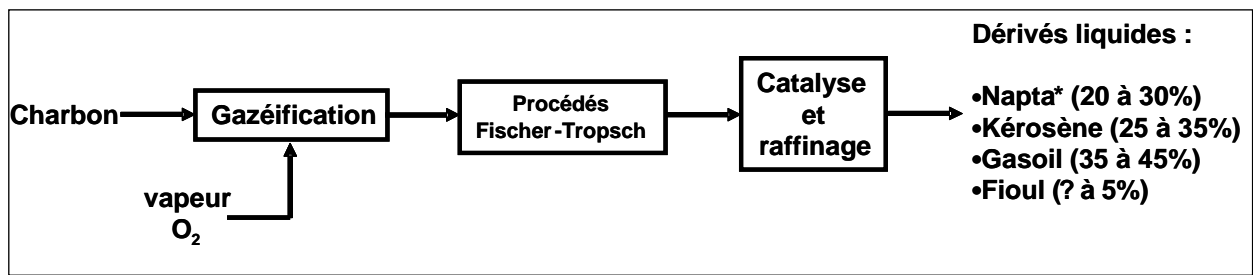 Charbon
Gazéification
vapeur
O₂
Procédés
Fischer-Tropsch
Catalyse
et
raffinage
Dérivés liquides :
•Napta* (20 à 30%)
•Kérosène (25 à 35%)
•Gasoil (35 à 45%)
•Fioul (? à 5%)